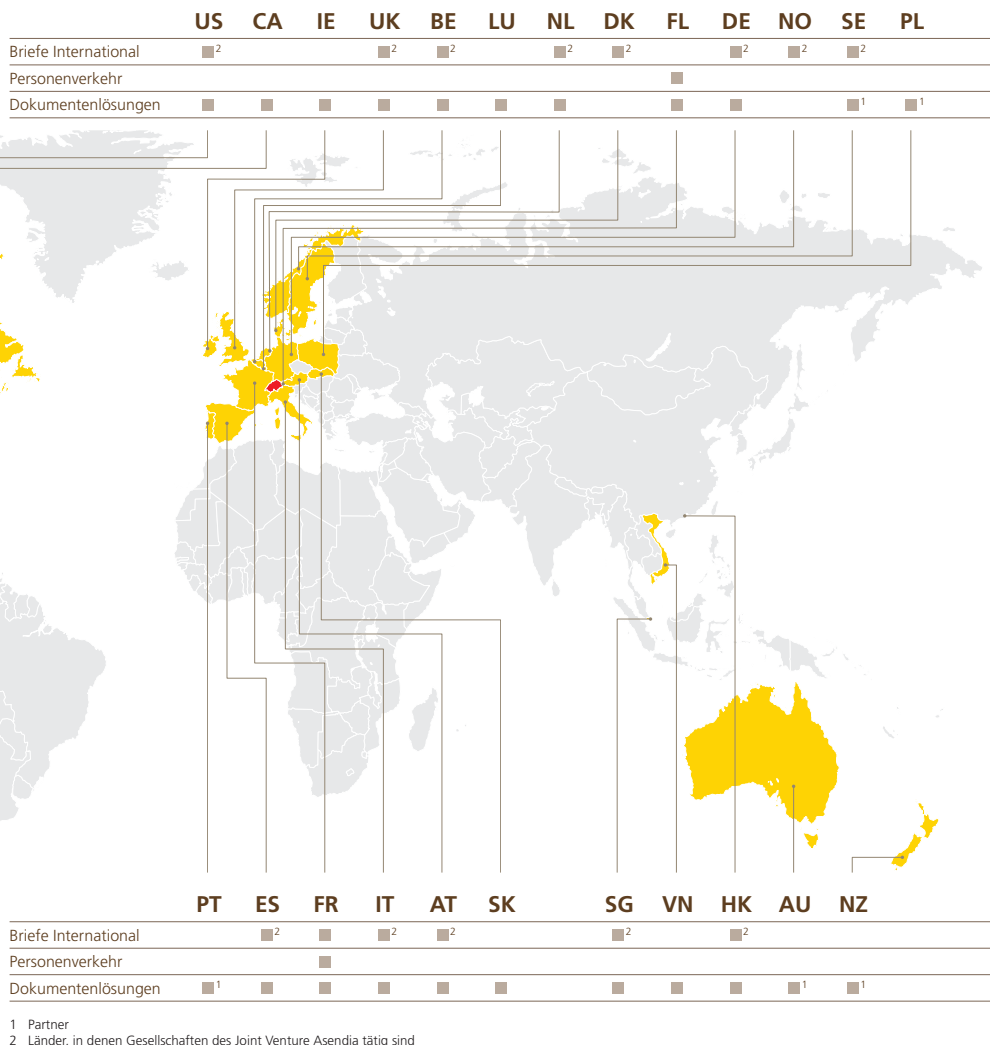 US CA IE UK BE LU NL DK FL DE NO SE PL
Briefe International 2 2 2 2 2 2 2 2
Personenverkehr
Dokumentenlösungen 1 1
PT ES FR IT AT SK SG VN HK AU NZ
Briefe International 2 2 2 2 2
Personenverkehr
Dokumentenlösungen 1 1 1
1 Partner
2 Länder, in denen Gesellschaften des Joint Venture Asendia tätig sind